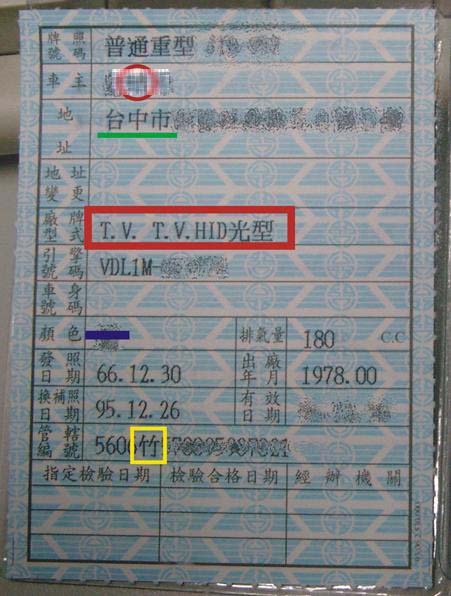 牌照號碼 普通重型
車主
地址 台中市
地址變更
廠牌型式 T.V. T.V.HID光型
引擎號碼 VDL1M-
車身號碼
顏色 排氣量 180 C.C
發照日期 66.12.30 出廠年月 1978.00
換補照日期 95.12.26 有效日期
管轄編號 5606竹
指定檢驗日期 檢驗合格日期 經辦機關